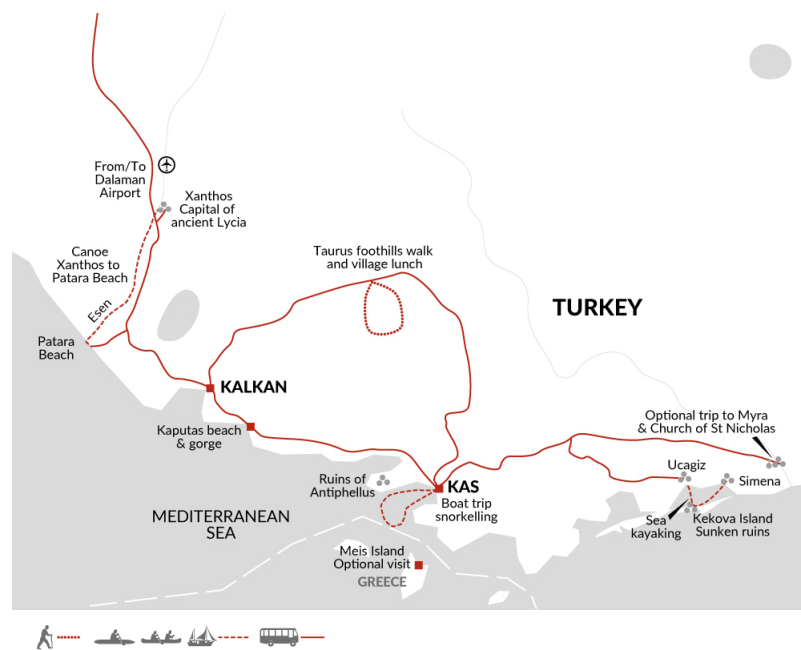 From/To
Dalaman
Airport
Xanthos
Capital of
ancient Lycia
Canoe
Xanthos to
Patara Beach
Esen
Patara
Beach
Taurus foothills walk
and village lunch
TURKEY
KALKAN
Kaputas beach
& gorge
Optional trip to Myra
& Church of St Nicholas
Ruins of
Antiphellus
KAS
Boat trip
snorkelling
Ucagiz
Simena
Sea
kayaking
Kekova Island
Sunken ruins
MEDITERRANEAN
SEA
Meis Island
Optional visit
GREECE